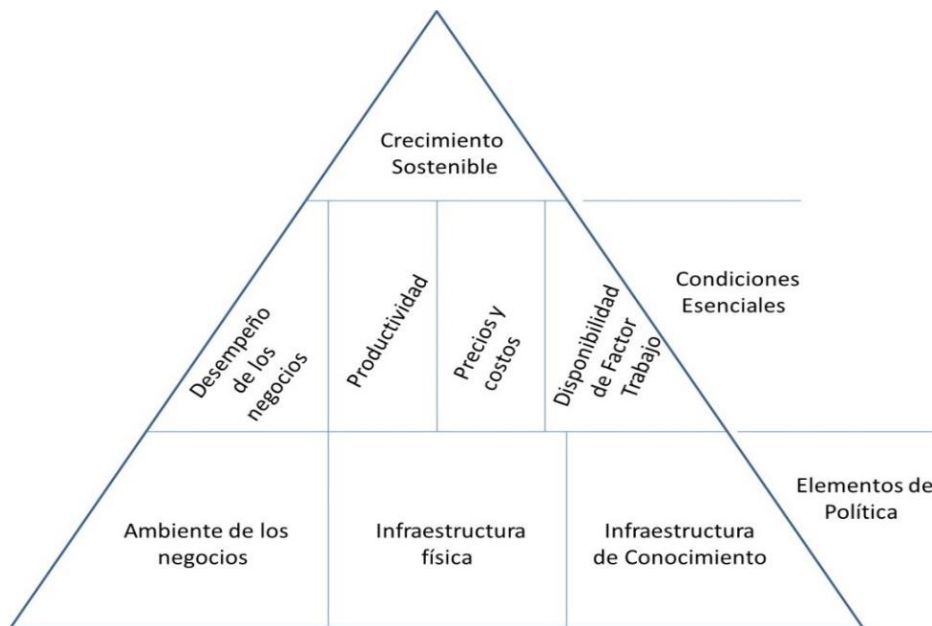 Crecimiento
Sostenible
Desempeño
de los
negocios
Productividad
Precios y
costos
Disponibilidad
de Factor
Trabajo
Condiciones
Esenciales
Ambiente de los
negocios
Infraestructura
física
Infraestructura
de Conocimiento
Elementos de
Política